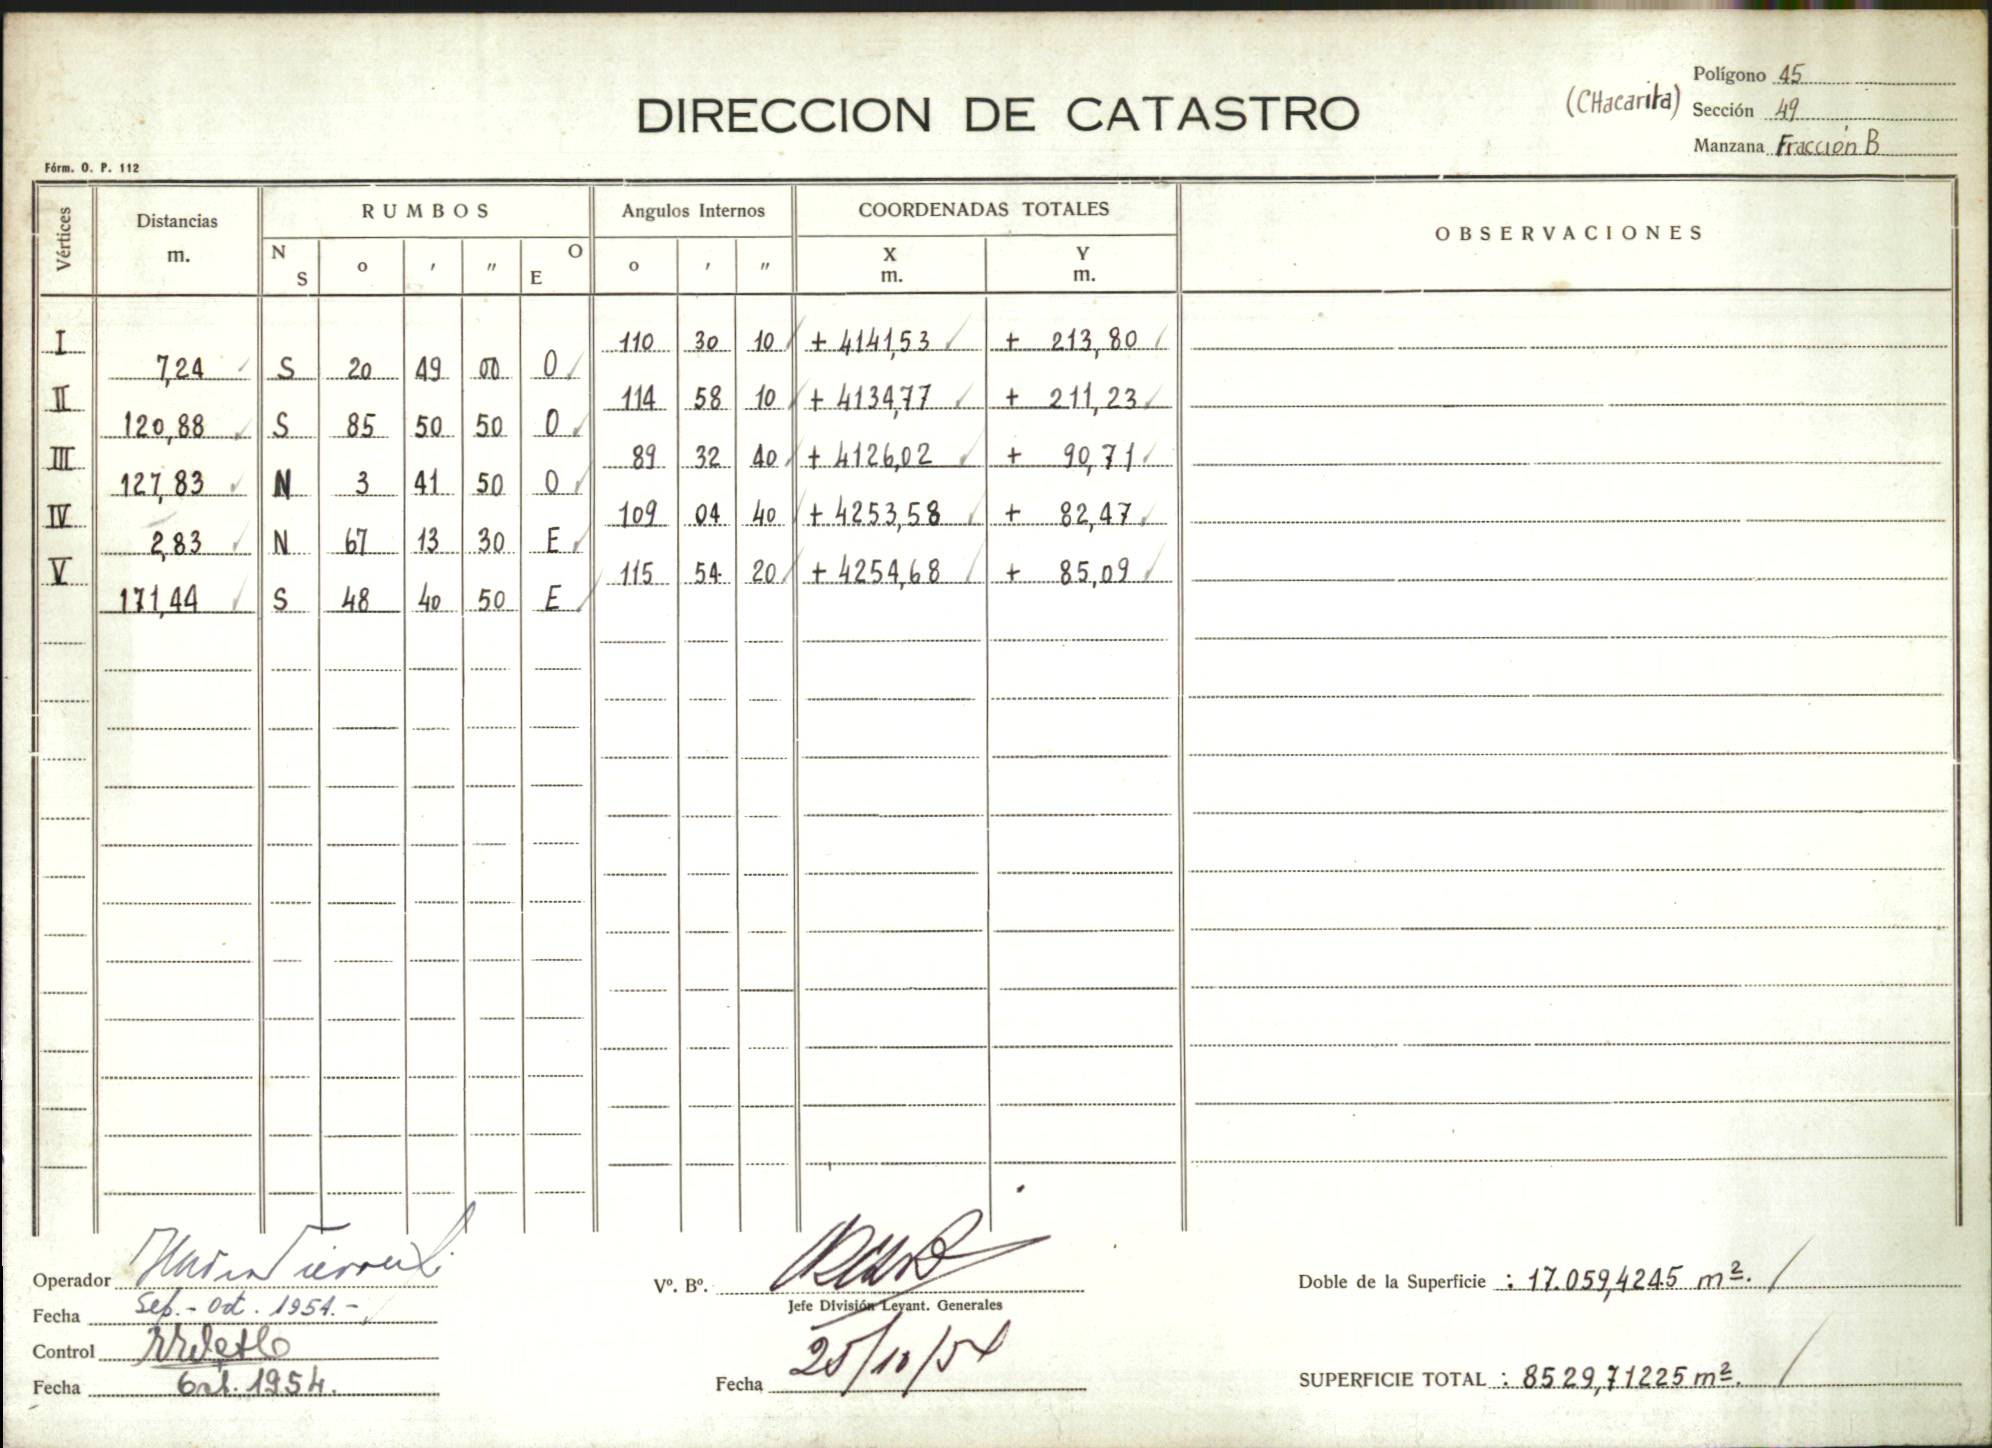 Polígono 45
DIRECCION DE CATASTRO
(CHacarita) Sección 49
Manzana Fracción B
Fórm. O. P. 112
Vértices Distancias m. RUMBOS N S o ' " O E Angulos Internos o ' " COORDENADAS TOTALES X m. Y m. OBSERVACIONES
I 110 30 10 + 4141,53 + 213,80
7,24 S 20 49 00 O
II 114 58 10 + 4134,77 + 211,23
120,88 S 85 50 50 O
III 89 32 40 + 4126,02 + 90,71
127,83 N 3 41 50 O
IV 109 04 40 + 4253,58 + 82,47
2,83 N 67 13 30 E
V 115 54 20 + 4254,68 + 85,09
171,44 S 48 40 50 E
Operador
Vº. Bº.
Doble de la Superficie : 17.059,4245 m².
Fecha Sep. - Oct. 1954.-
Jefe División Levant. Generales
Control
Fecha Oct. 1954.
Fecha 25/10/54
SUPERFICIE TOTAL : 8529,71225 m².